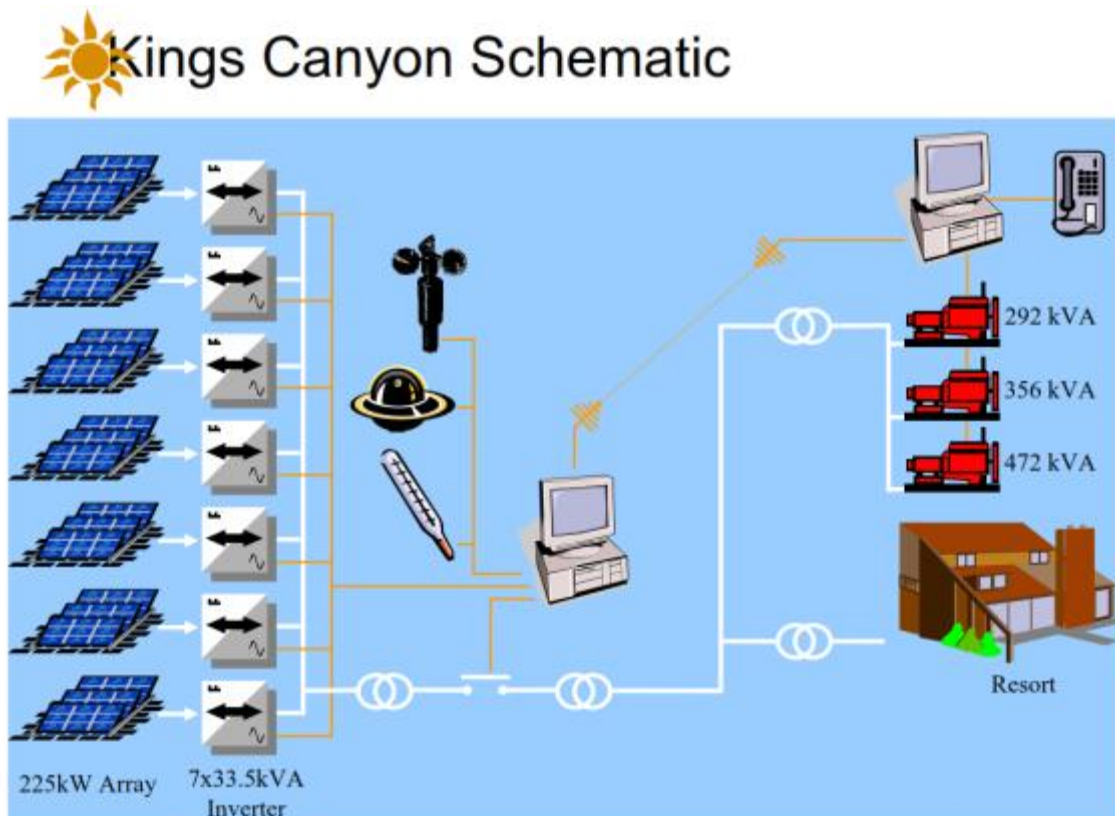 Kings Canyon Schematic
292 kVA
356 kVA
472 kVA
Resort
225kW Array
7x33.5kVA
Inverter